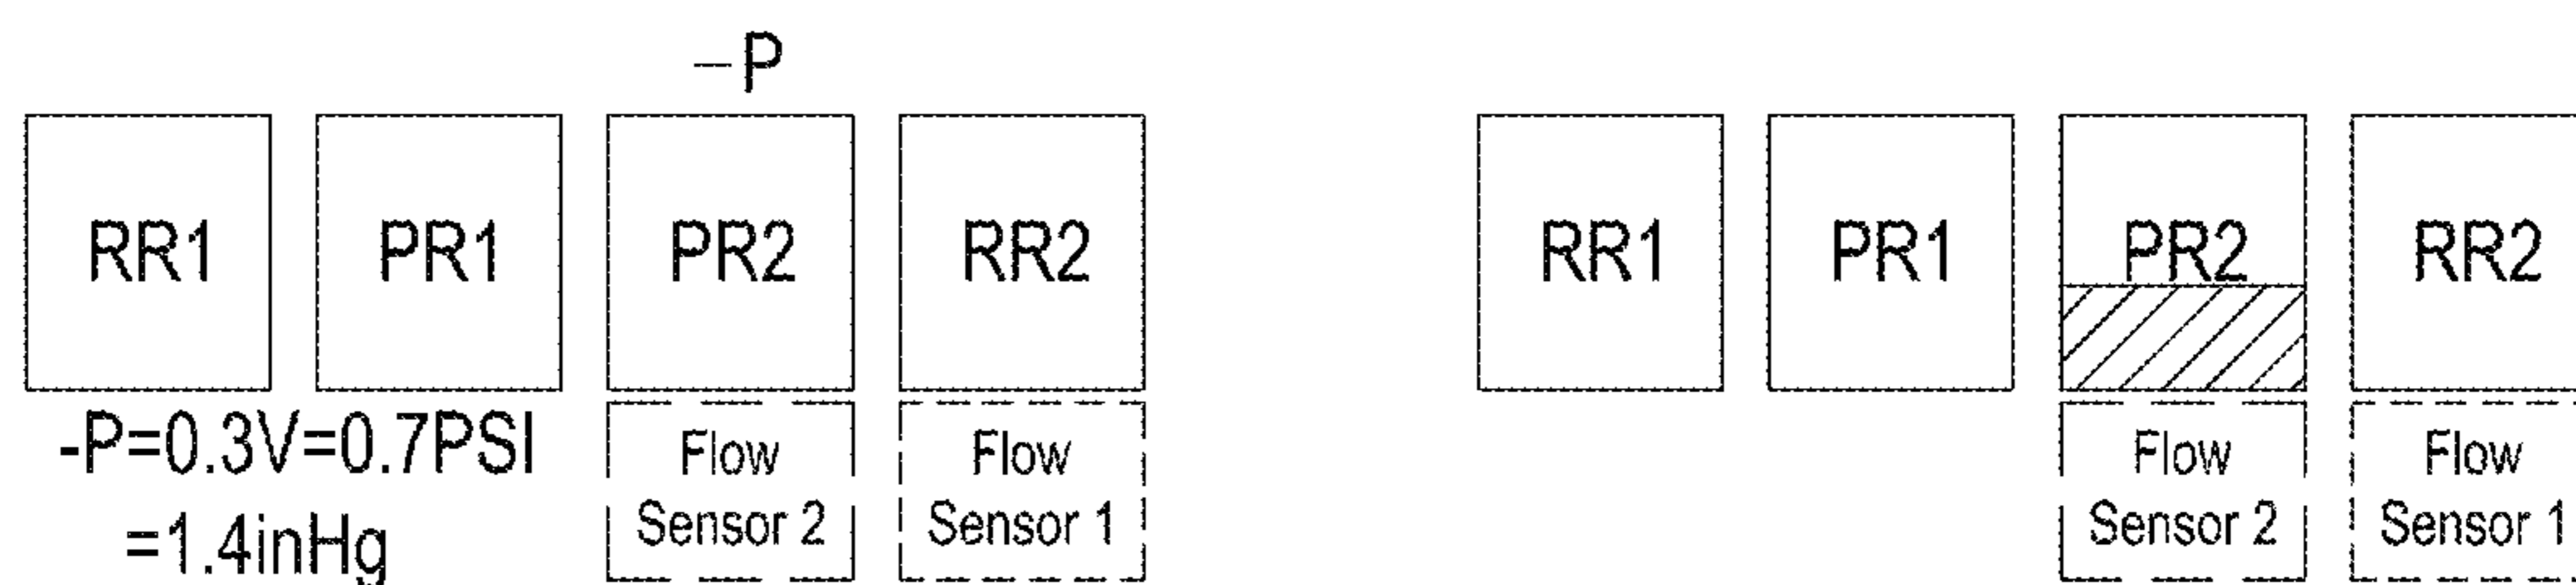 –P
RR1 PR1 PR2 RR2
-P=0.3V=0.7PSI
=1.4inHg
Flow
Sensor 2
Flow
Sensor 1
RR1 PR1 PR2 RR2
Flow
Sensor 2
Flow
Sensor 1